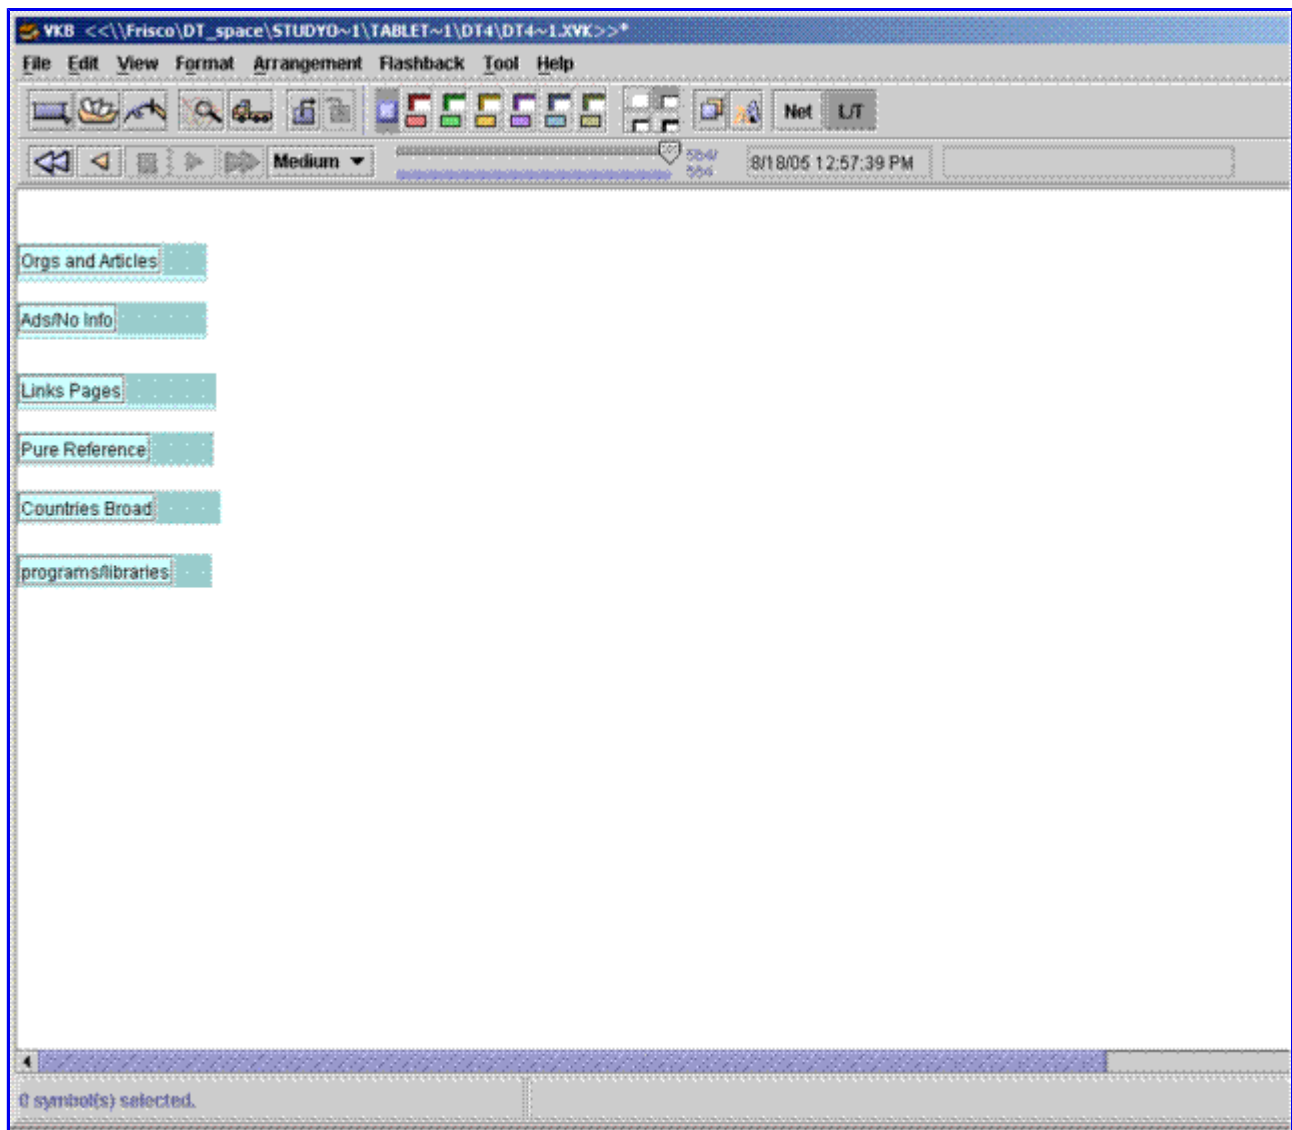 VKB <<\\Frisco\DT_space\STUDYO~1\TABLET~1\DT4\DT4~1.XVK>>*
File Edit View Format Arrangement Flashback Tool Help
Net L/T
Medium 584/ 584 8/18/05 12:57:39 PM
Orgs and Articles
Ads/No Info
Links Pages
Pure Reference
Countries Broad
programs/libraries
0 symbol(s) selected.